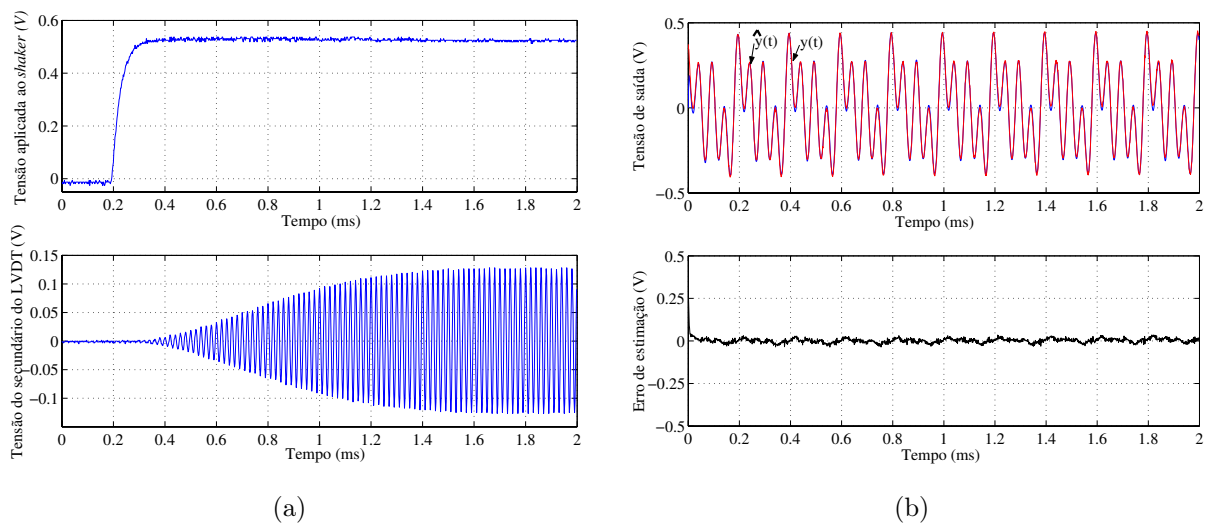 Tensão aplicada ao shaker (V)
0.6
0.4
0.2
0
0 0.2 0.4 0.6 0.8 1 1.2 1.4 1.6 1.8 2
Tempo (ms)
Tensão do secundário do LVDT (V)
0.15
0.1
0.05
0
−0.05
−0.1
0 0.2 0.4 0.6 0.8 1 1.2 1.4 1.6 1.8 2
Tempo (ms)
(a)
Tensão de saída (V)
0.5
0
−0.5
ŷ(t) y(t)
0 0.2 0.4 0.6 0.8 1 1.2 1.4 1.6 1.8 2
Tempo (ms)
Erro de estimação (V)
0.5
0.25
0
−0.25
−0.5
0 0.2 0.4 0.6 0.8 1 1.2 1.4 1.6 1.8 2
Tempo (ms)
(b)